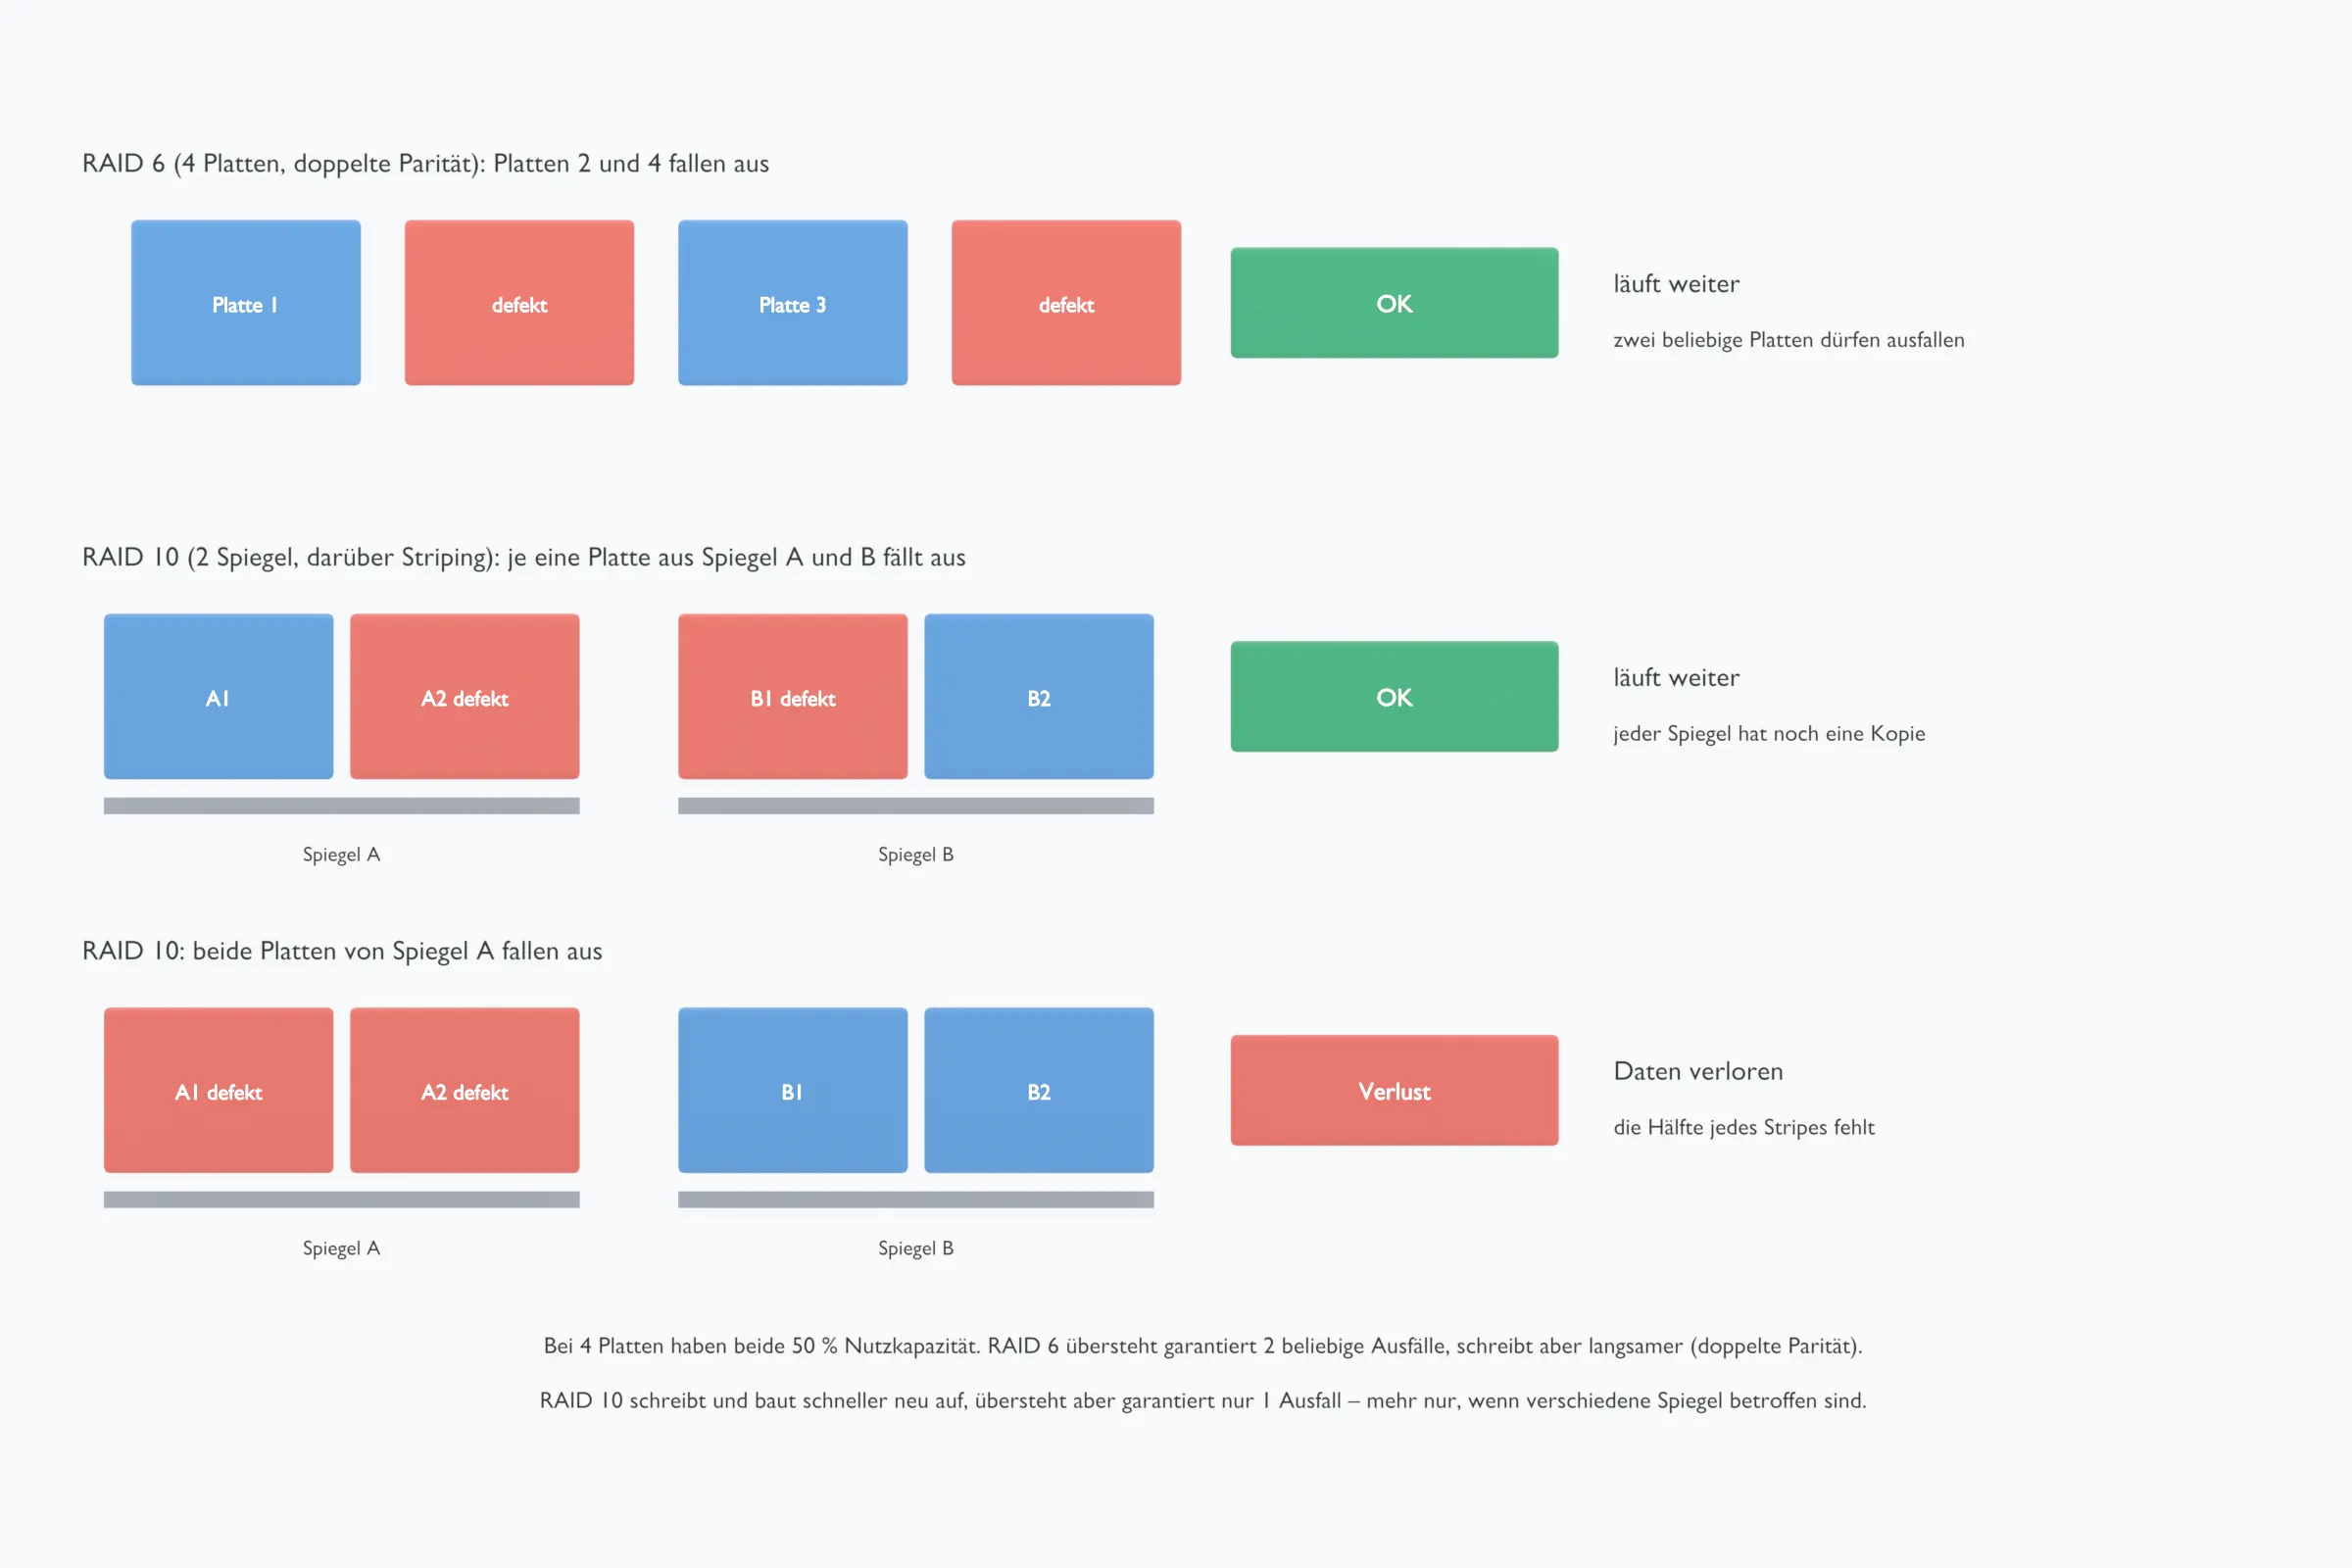 RAID 6 (4 Platten, doppelte Parität): Platten 2 und 4 fallen aus
Platte 1
defekt
Platte 3
defekt
OK
läuft weiter
zwei beliebige Platten dürfen ausfallen
RAID 10 (2 Spiegel, darüber Striping): je eine Platte aus Spiegel A und B fällt aus
A1
A2 defekt
B1 defekt
B2
OK
läuft weiter
jeder Spiegel hat noch eine Kopie
Spiegel A
Spiegel B
RAID 10: beide Platten von Spiegel A fallen aus
A1 defekt
A2 defekt
B1
B2
Verlust
Daten verloren
die Hälfte jedes Stripes fehlt
Spiegel A
Spiegel B
Bei 4 Platten haben beide 50 % Nutzkapazität. RAID 6 übersteht garantiert 2 beliebige Ausfälle, schreibt aber langsamer (doppelte Parität).
RAID 10 schreibt und baut schneller neu auf, übersteht aber garantiert nur 1 Ausfall – mehr nur, wenn verschiedene Spiegel betroffen sind.